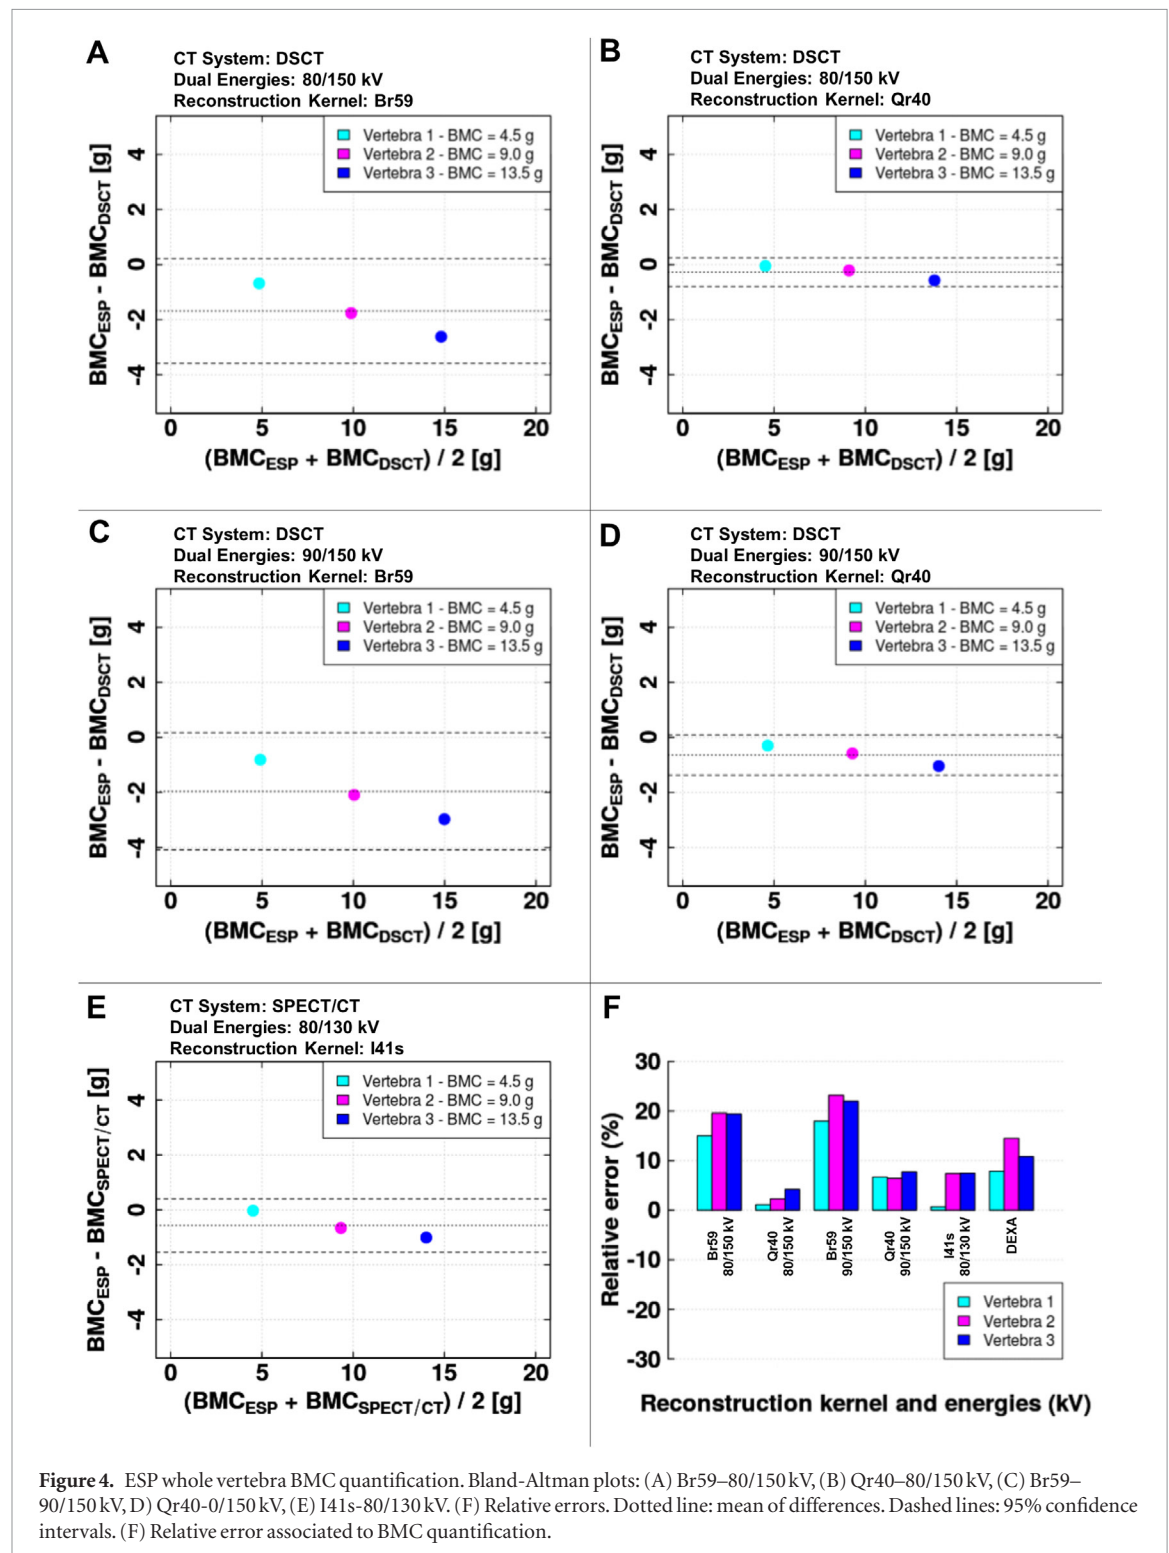 A
CT System: DSCT
Dual Energies: 80/150 kV
Reconstruction Kernel: Br59
Vertebra 1 - BMC = 4.5 g
Vertebra 2 - BMC = 9.0 g
Vertebra 3 - BMC = 13.5 g
BMCESP - BMCDSCT [g]
4
2
0
-2
-4
0 5 10 15 20
(BMCESP + BMCDSCT) / 2 [g]
B
CT System: DSCT
Dual Energies: 80/150 kV
Reconstruction Kernel: Qr40
Vertebra 1 - BMC = 4.5 g
Vertebra 2 - BMC = 9.0 g
Vertebra 3 - BMC = 13.5 g
BMCESP - BMCDSCT [g]
4
2
0
-2
-4
0 5 10 15 20
(BMCESP + BMCDSCT) / 2 [g]
C
CT System: DSCT
Dual Energies: 90/150 kV
Reconstruction Kernel: Br59
Vertebra 1 - BMC = 4.5 g
Vertebra 2 - BMC = 9.0 g
Vertebra 3 - BMC = 13.5 g
BMCESP - BMCDSCT [g]
4
2
0
-2
-4
0 5 10 15 20
(BMCESP + BMCDSCT) / 2 [g]
D
CT System: DSCT
Dual Energies: 90/150 kV
Reconstruction Kernel: Qr40
Vertebra 1 - BMC = 4.5 g
Vertebra 2 - BMC = 9.0 g
Vertebra 3 - BMC = 13.5 g
BMCESP - BMCDSCT [g]
4
2
0
-2
-4
0 5 10 15 20
(BMCESP + BMCDSCT) / 2 [g]
E
CT System: SPECT/CT
Dual Energies: 80/130 kV
Reconstruction Kernel: I41s
Vertebra 1 - BMC = 4.5 g
Vertebra 2 - BMC = 9.0 g
Vertebra 3 - BMC = 13.5 g
BMCESP - BMCSPECT/CT [g]
4
2
0
-2
-4
0 5 10 15 20
(BMCESP + BMCSPECT/CT) / 2 [g]
F
Relative error (%)
30
20
10
0
-10
-20
-30
Br59
80/150 kV
Qr40
80/150 kV
Br59
90/150 kV
Qr40
90/150 kV
I41s
80/130 kV
DEXA
Vertebra 1
Vertebra 2
Vertebra 3
Reconstruction kernel and energies (kV)
Figure 4. ESP whole vertebra BMC quantification. Bland-Altman plots: (A) Br59–80/150 kV, (B) Qr40–80/150 kV, (C) Br59–
90/150 kV, D) Qr40-0/150 kV, (E) I41s-80/130 kV. (F) Relative errors. Dotted line: mean of differences. Dashed lines: 95% confidence
intervals. (F) Relative error associated to BMC quantification.